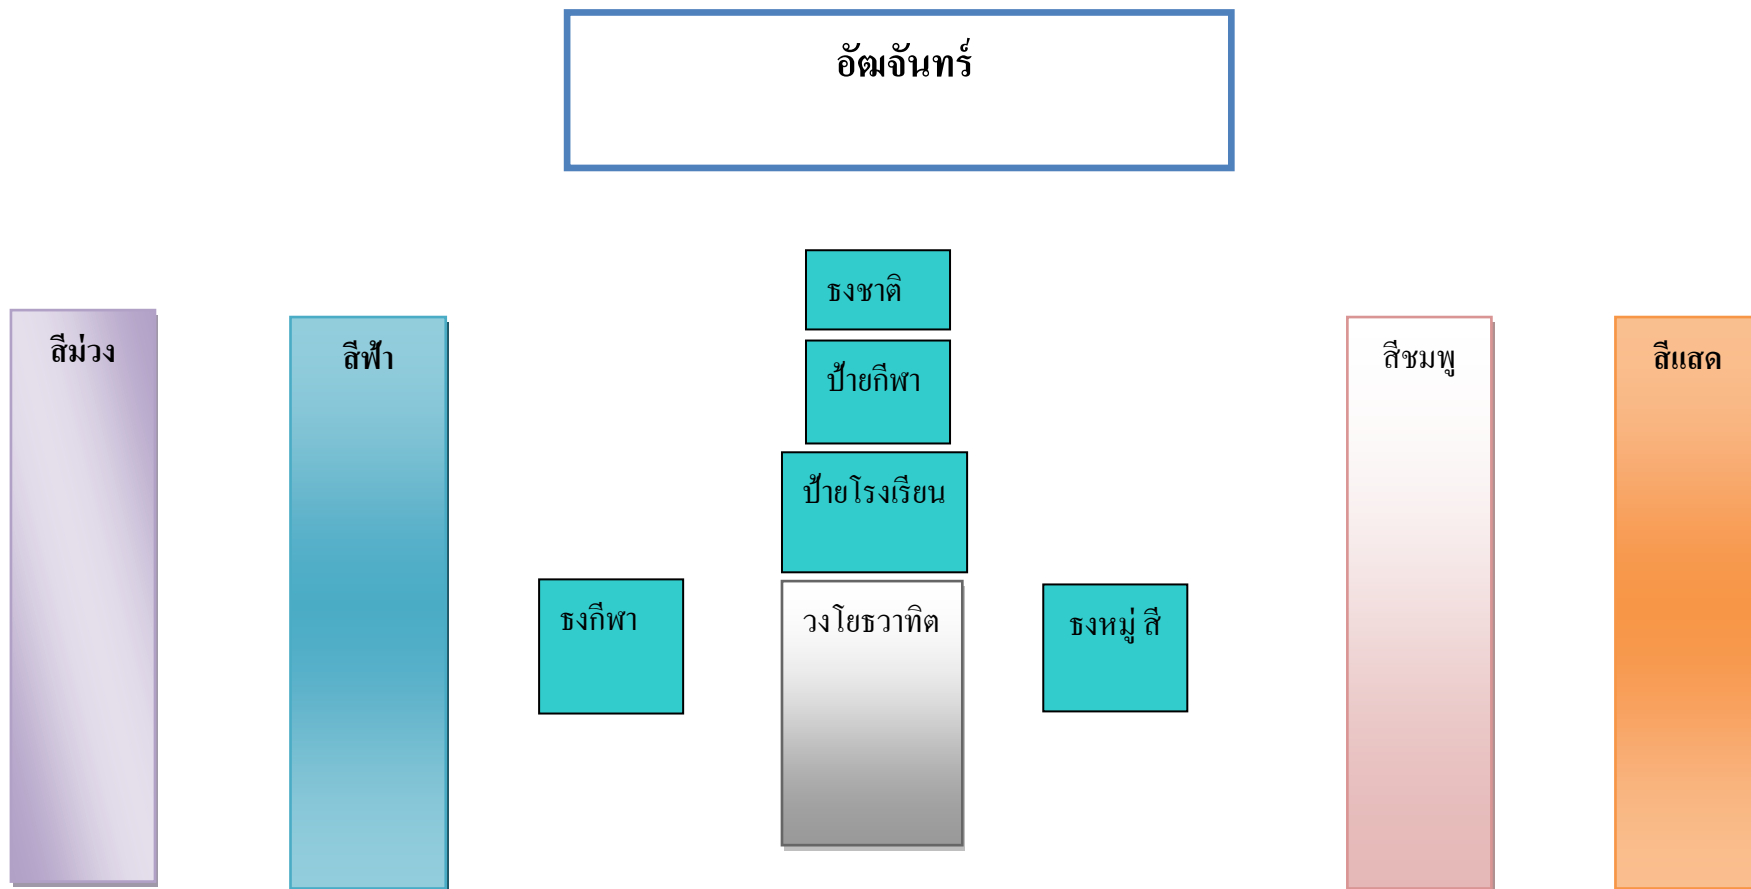 อัฒจันทร์
ธงชาติ
สีม่วง
สีฟ้า
ป้ายกีฬา
สีชมพู
สีแสด
ป้ายโรงเรียน
ธงกีฬา
วงโยธวาทิต
ธงหมู่ สี